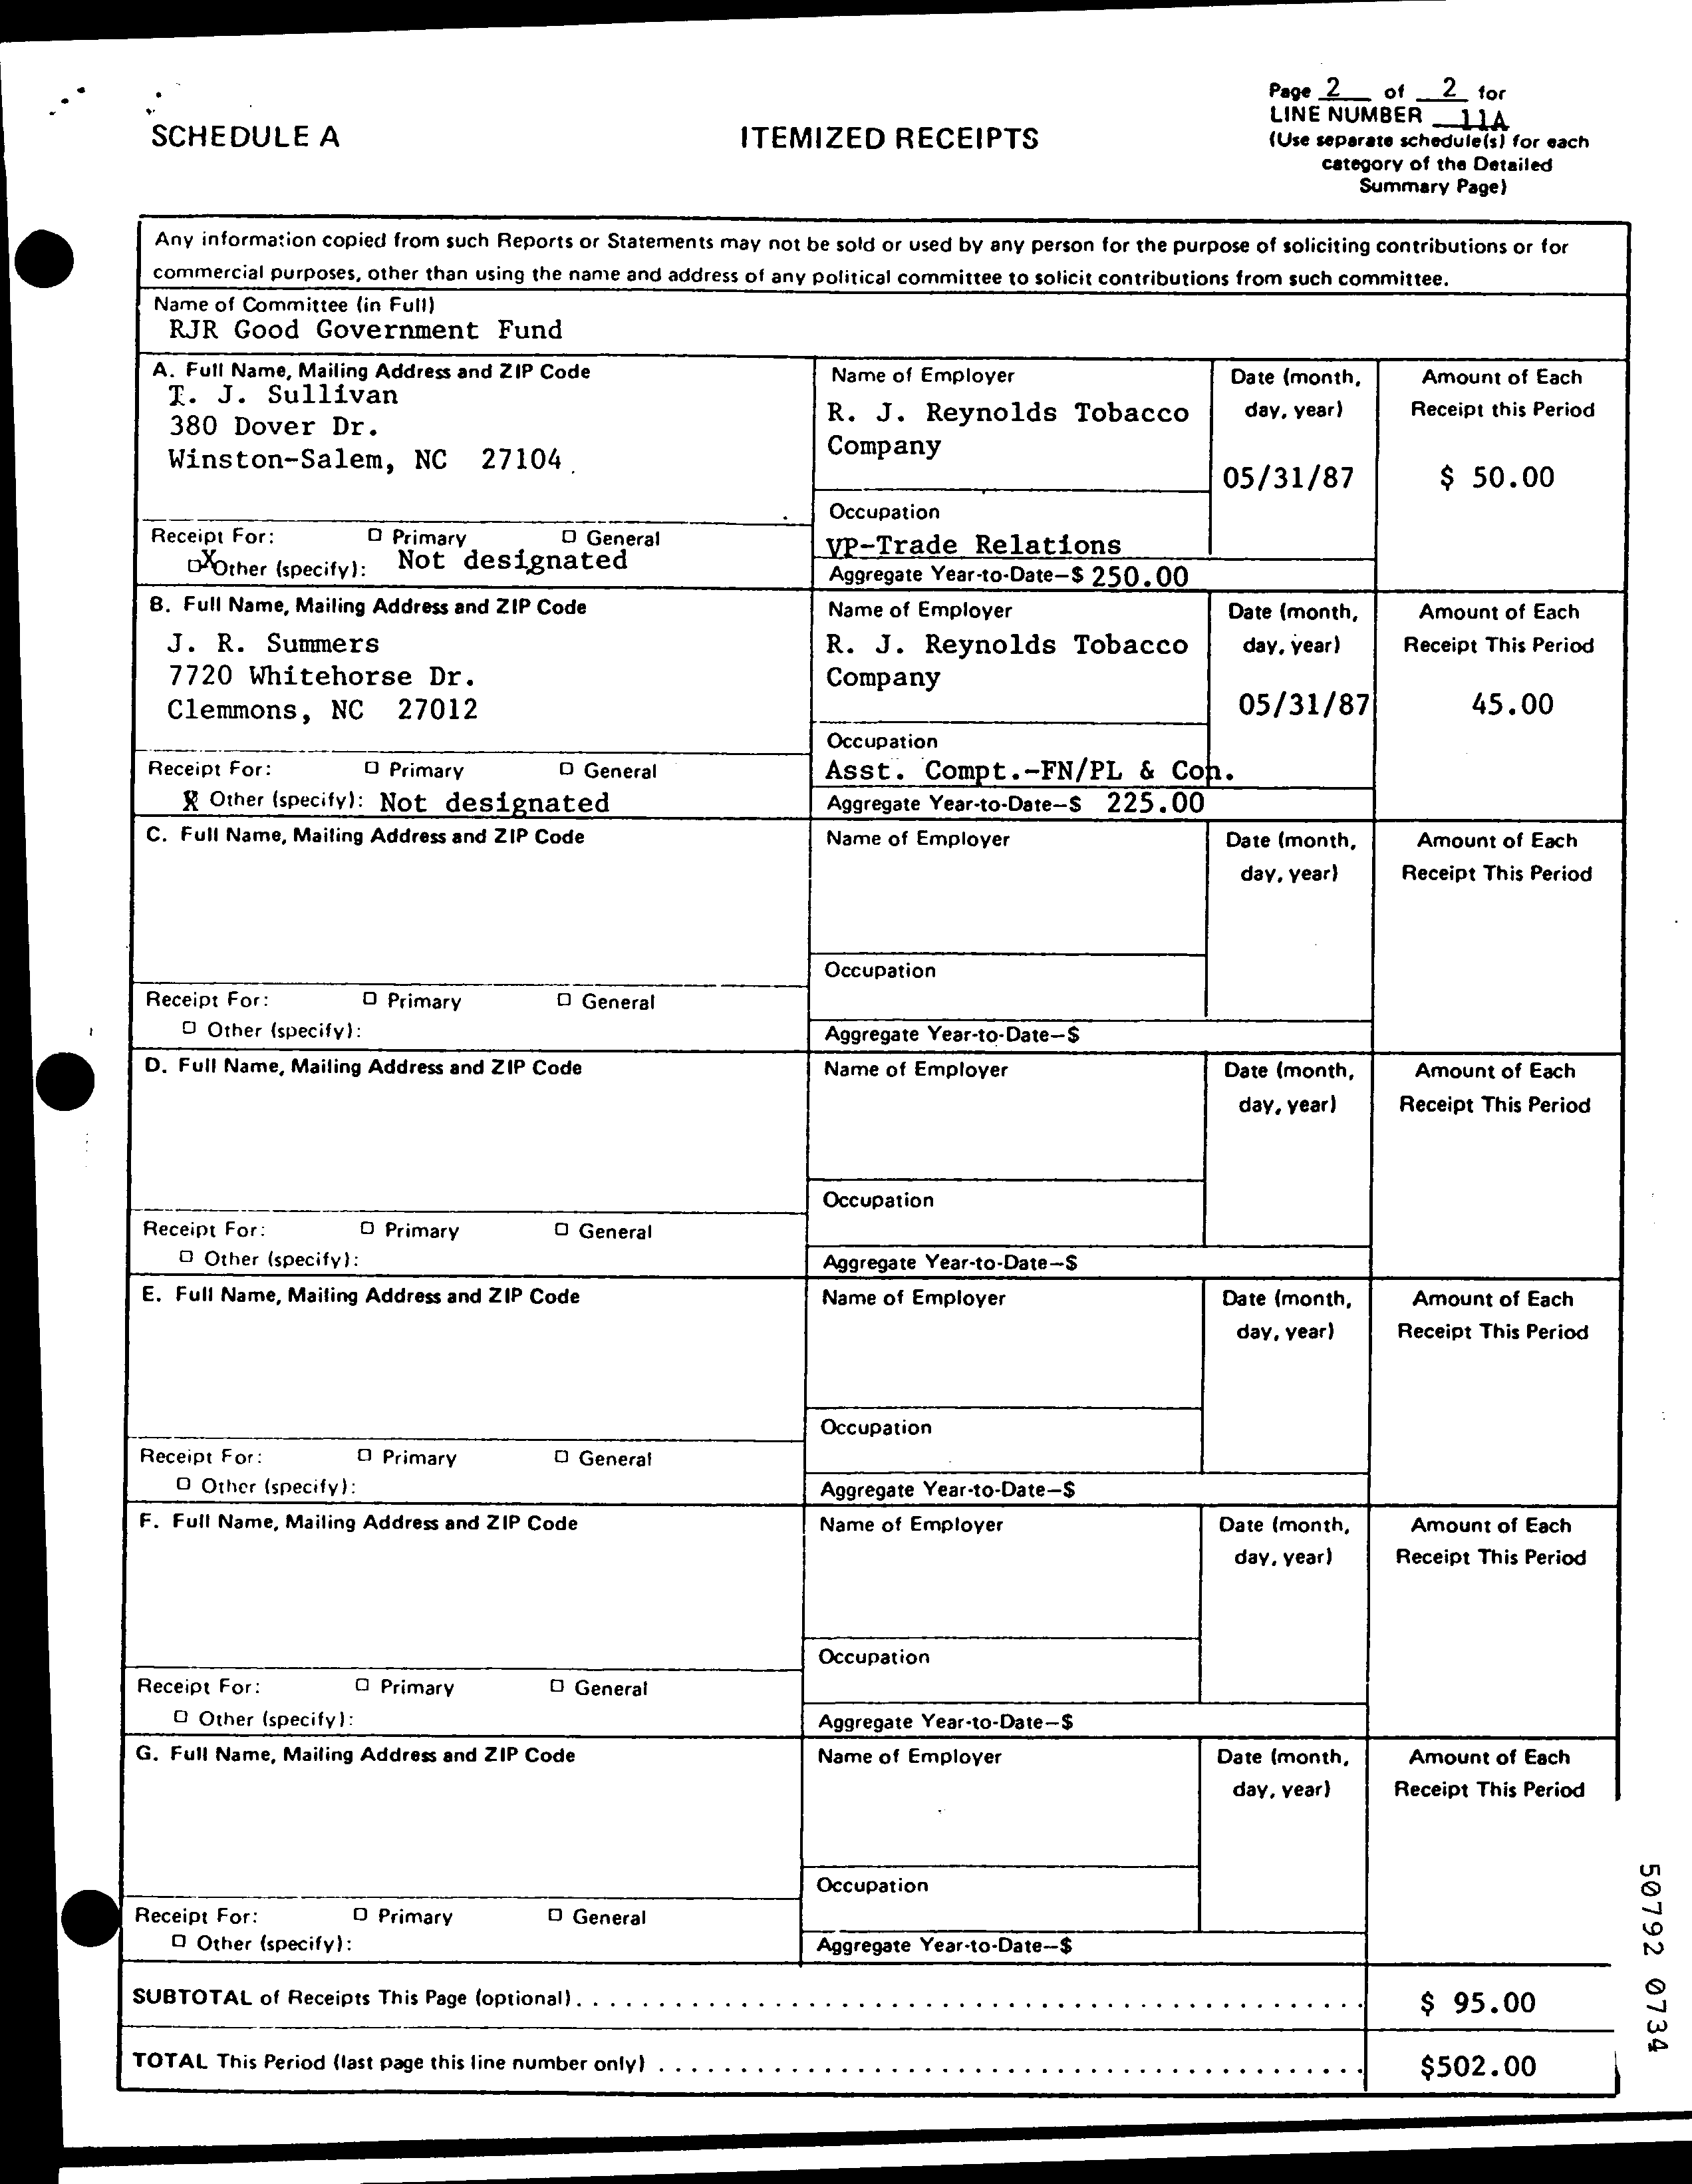 Page 2 of 2 for
LINE NUMBER 11A
(Use separate schedule(s) for each
category of the Detailed
Summary Page)
SCHEDULE A
ITEMIZED RECEIPTS
Any information copied from such Reports or Statements may not be sold or used by any person for the purpose of soliciting contributions or for
commercial purposes, other than using the name and address of any political committee to solicit contributions from such committee.
Name of Committee (in Full)
RJR Good Government Fund
A. Full Name, Mailing Address and ZIP Code
T. J. Sullivan
380 Dover Dr.
Winston-Salem, NC 27104
Receipt For: Primary General
X Other (specify): Not designated
Name of Employer
R. J. Reynolds Tobacco
Company
Occupation
VP-Trade Relations
Aggregate Year-to-Date-$ 250.00
Date (month,
day, year)
05/31/87
Amount of Each
Receipt this Period
$ 50.00
B. Full Name, Mailing Address and ZIP Code
J. R. Summers
7720 Whitehorse Dr.
Clemmons, NC 27012
Receipt For: Primary General
X Other (specify): Not designated
Name of Employer
R. J. Reynolds Tobacco
Company
Occupation
Asst. Compt.-FN/PL & Con.
Aggregate Year-to-Date-$ 225.00
Date (month,
day, year)
05/31/87
Amount of Each
Receipt This Period
45.00
C. Full Name, Mailing Address and ZIP Code
Receipt For: Primary General
Other (specify):
Name of Employer
Occupation
Aggregate Year-to-Date-$
Date (month,
day, year)
Amount of Each
Receipt This Period
D. Full Name, Mailing Address and ZIP Code
Receipt For: Primary General
Other (specify):
Name of Employer
Occupation
Aggregate Year-to-Date-$
Date (month,
day, year)
Amount of Each
Receipt This Period
E. Full Name, Mailing Address and ZIP Code
Receipt For: Primary General
Other (specify):
Name of Employer
Occupation
Aggregate Year-to-Date-$
Date (month,
day, year)
Amount of Each
Receipt This Period
F. Full Name, Mailing Address and ZIP Code
Receipt For: Primary General
Other (specify):
Name of Employer
Occupation
Aggregate Year-to-Date-$
Date (month,
day, year)
Amount of Each
Receipt This Period
G. Full Name, Mailing Address and ZIP Code
Receipt For: Primary General
Other (specify):
Name of Employer
Occupation
Aggregate Year-to-Date-$
Date (month,
day, year)
Amount of Each
Receipt This Period
SUBTOTAL of Receipts This Page (optional) $ 95.00
TOTAL This Period (last page this line number only) $502.00
50792 0734